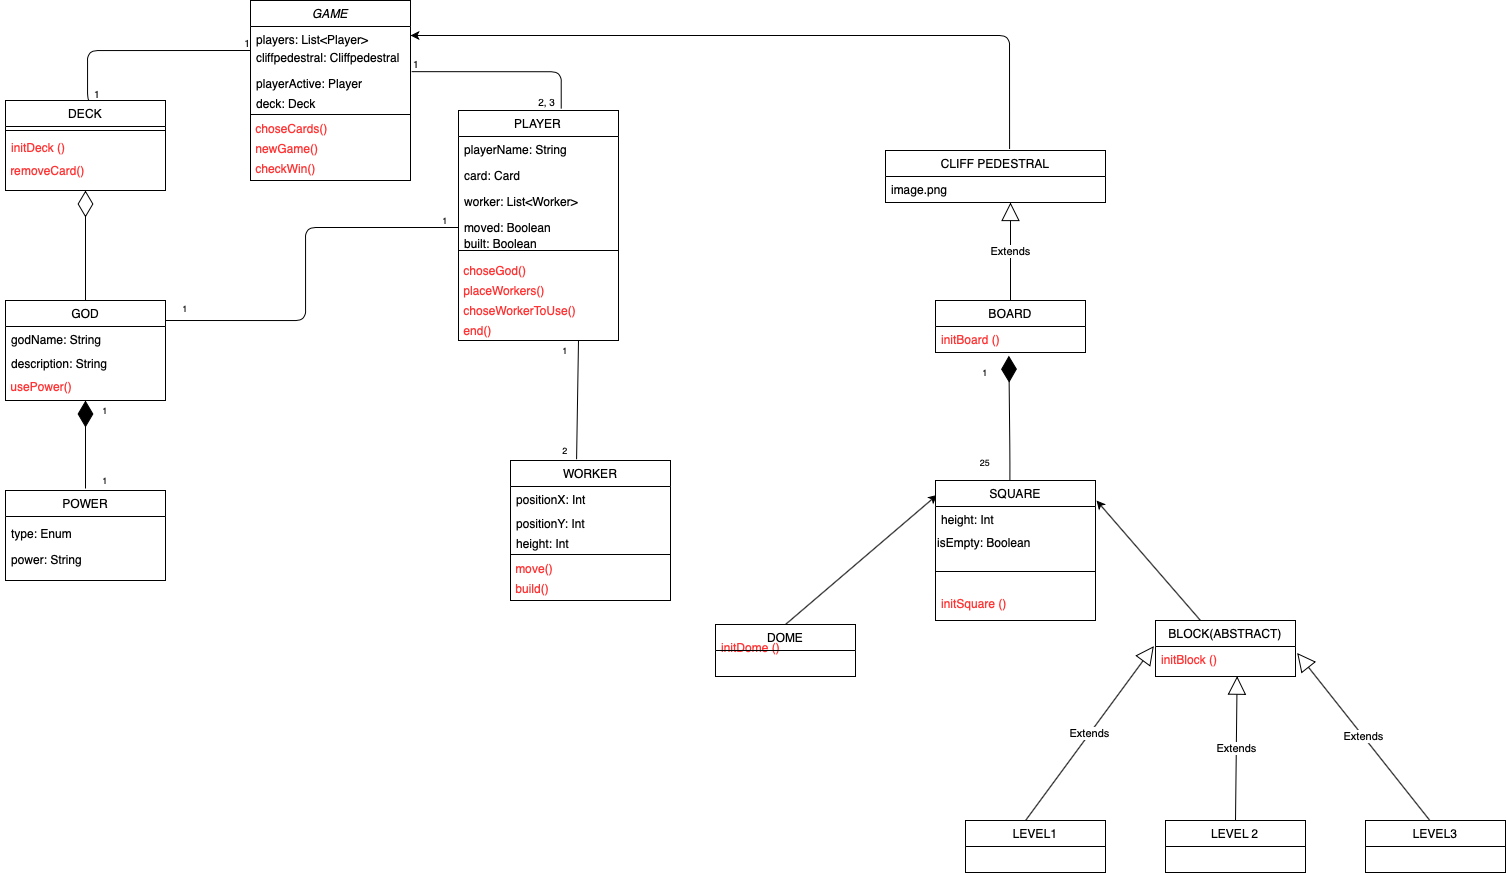 GAME
players: List<Player>
cliffpedestral: Cliffpedestral
playerActive: Player
deck: Deck
choseCards()
newGame()
checkWin()
1
1
1
2, 3
DECK
initDeck ()
removeCard()
PLAYER
playerName: String
card: Card
worker: List<Worker>
moved: Boolean
built: Boolean
choseGod()
placeWorkers()
choseWorkerToUse()
end()
CLIFF PEDESTRAL
image.png
Extends
1
1
GOD
godName: String
description: String
usePower()
1
1
POWER
type: Enum
power: String
1
2
WORKER
positionX: Int
positionY: Int
height: Int
move()
build()
BOARD
initBoard ()
1
25
SQUARE
height: Int
isEmpty: Boolean
initSquare ()
DOME
initDome ()
BLOCK(ABSTRACT)
initBlock ()
Extends
Extends
Extends
LEVEL1
LEVEL 2
LEVEL3